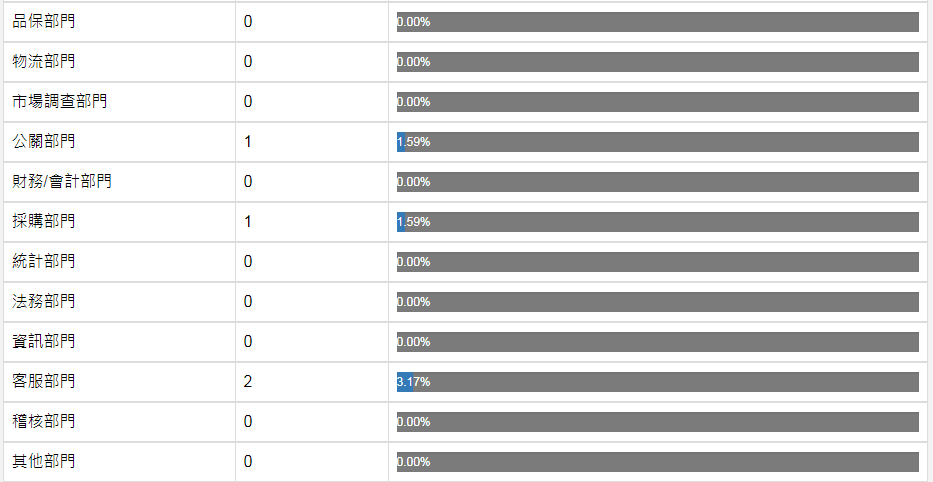 品保部門 0 0.00%
物流部門 0 0.00%
市場調查部門 0 0.00%
公關部門 1 1.59%
財務/會計部門 0 0.00%
採購部門 1 1.59%
統計部門 0 0.00%
法務部門 0 0.00%
資訊部門 0 0.00%
客服部門 2 3.17%
稽核部門 0 0.00%
其他部門 0 0.00%